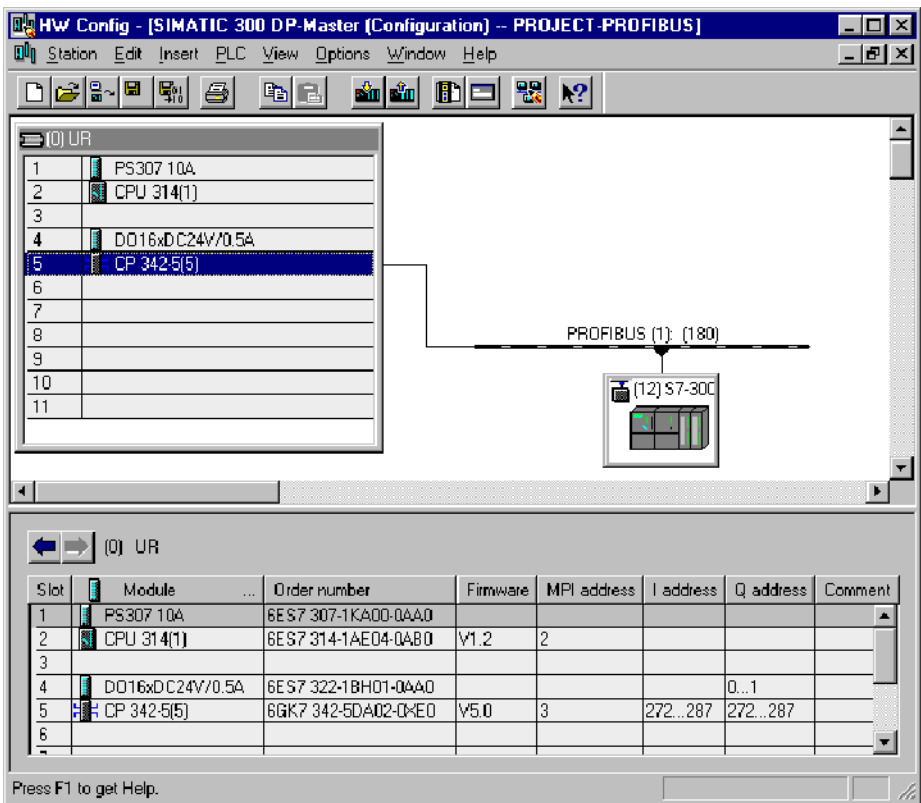 HW Config - [SIMATIC 300 DP-Master (Configuration) -- PROJECT-PROFIBUS]
Station Edit Insert PLC View Options Window Help
(0) UR
1 PS307 10A
2 CPU 314(1)
3
4 DO16xDC24V/0.5A
5 CP 342-5(5)
6
7
8
9
10
11
PROFIBUS (1): (180)
(12) S7-300
(0) UR
Slot Module ... Order number Firmware MPI address I address Q address Comment
1 PS307 10A 6ES7 307-1KA00-0AA0
2 CPU 314(1) 6ES7 314-1AE04-0AB0 V1.2 2
3
4 DO16xDC24V/0.5A 6ES7 322-1BH01-0AA0 0...1
5 CP 342-5(5) 6GK7 342-5DA02-0XE0 V5.0 3 272...287 272...287
6
Press F1 to get Help.